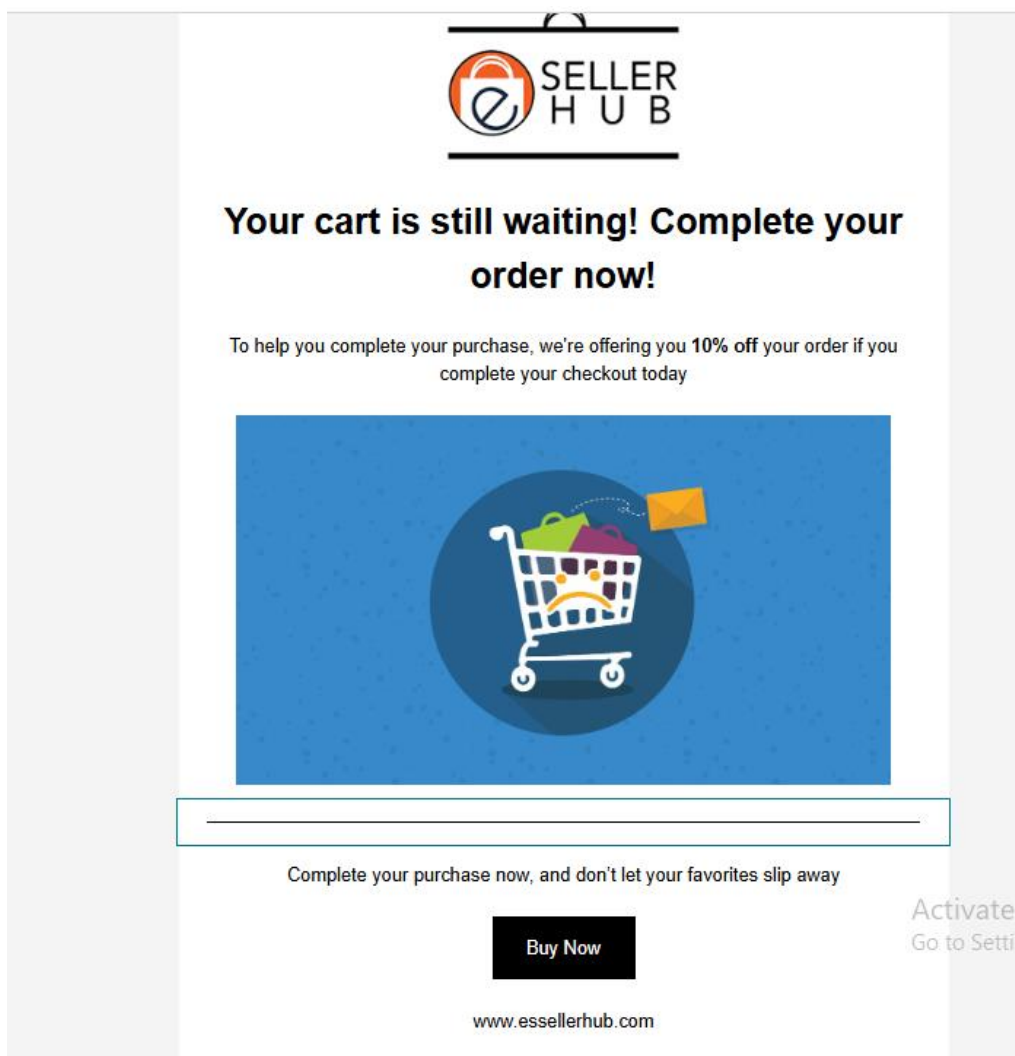 SELLER
HUB
Your cart is still waiting! Complete your
order now!
To help you complete your purchase, we're offering you 10% off your order if you
complete your checkout today
Complete your purchase now, and don't let your favorites slip away
Activate
Go to Setti
Buy Now
www.essellerhub.com